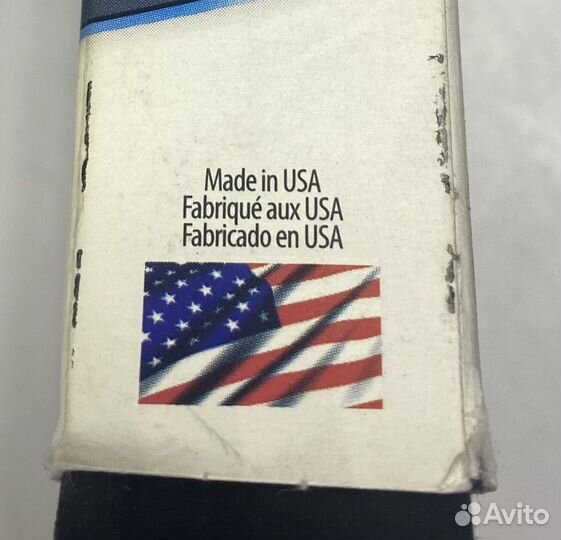 Made in USA
Fabriqué aux USA
Fabricado en USA
Avito